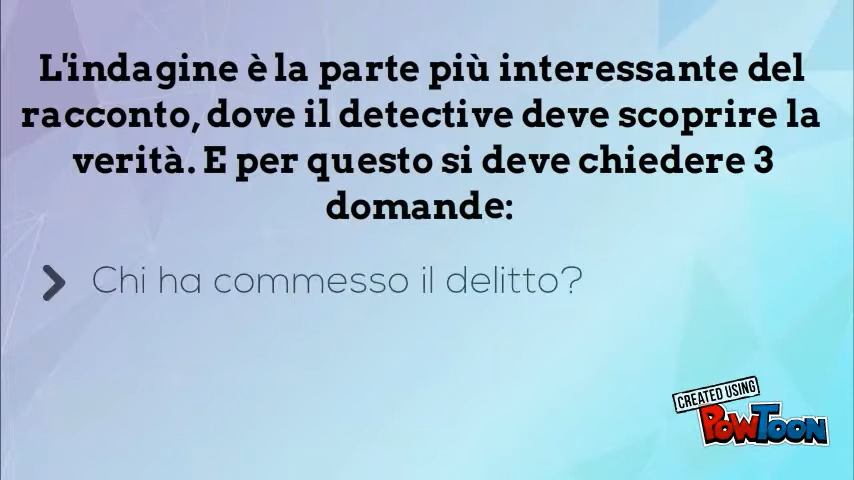 L'indagine è la parte più interessante del
racconto, dove il detective deve scoprire la
verità. E per questo si deve chiedere 3
domande:
Chi ha commesso il delitto?
CREATED USING
POWTOON